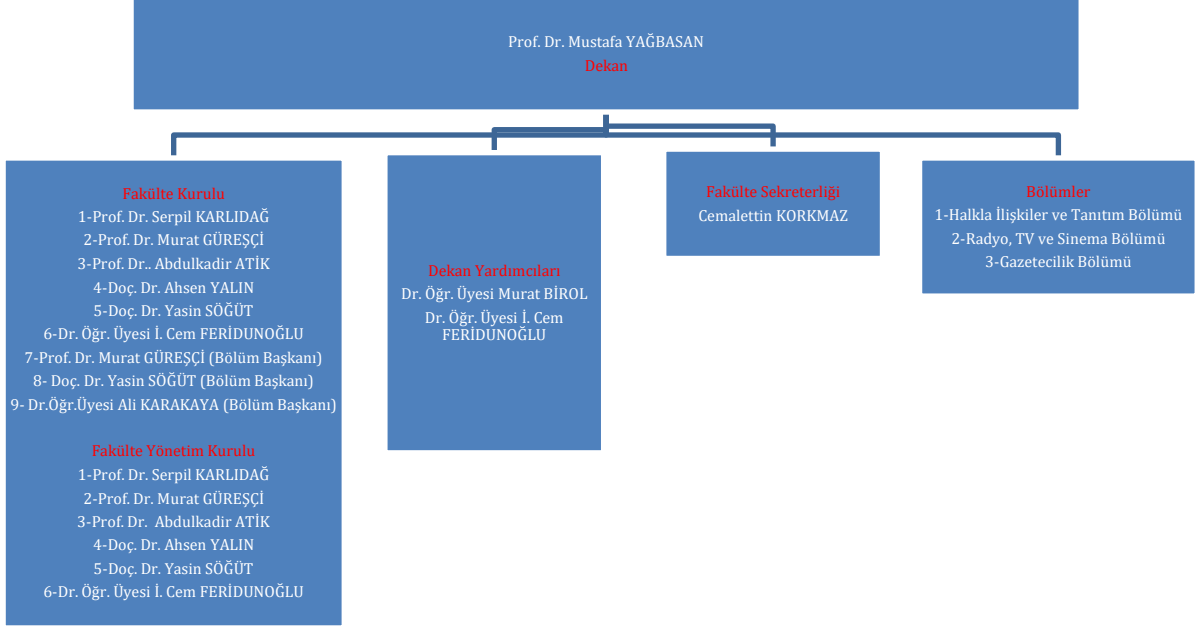 Prof. Dr. Mustafa YAĞBASAN
Dekan
Fakülte Kurulu
1-Prof. Dr. Serpil KARLIDAĞ
2-Prof. Dr. Murat GÜREŞÇİ
3-Prof. Dr.. Abdulkadir ATİK
4-Doç. Dr. Ahsen YALIN
5-Doç. Dr. Yasin SÖĞÜT
6-Dr. Öğr. Üyesi İ. Cem FERİDUNOĞLU
7-Prof. Dr. Murat GÜREŞÇİ (Bölüm Başkanı)
8- Doç. Dr. Yasin SÖĞÜT (Bölüm Başkanı)
9- Dr.Öğr.Üyesi Ali KARAKAYA (Bölüm Başkanı)
Fakülte Yönetim Kurulu
1-Prof. Dr. Serpil KARLIDAĞ
2-Prof. Dr. Murat GÜREŞÇİ
3-Prof. Dr. Abdulkadir ATİK
4-Doç. Dr. Ahsen YALIN
5-Doç. Dr. Yasin SÖĞÜT
6-Dr. Öğr. Üyesi İ. Cem FERİDUNOĞLU
Dekan Yardımcıları
Dr. Öğr. Üyesi Murat BİROL
Dr. Öğr. Üyesi İ. Cem
FERİDUNOĞLU
Fakülte Sekreterliği
Cemalettin KORKMAZ
Bölümler
1-Halkla İlişkiler ve Tanıtım Bölümü
2-Radyo, TV ve Sinema Bölümü
3-Gazetecilik Bölümü